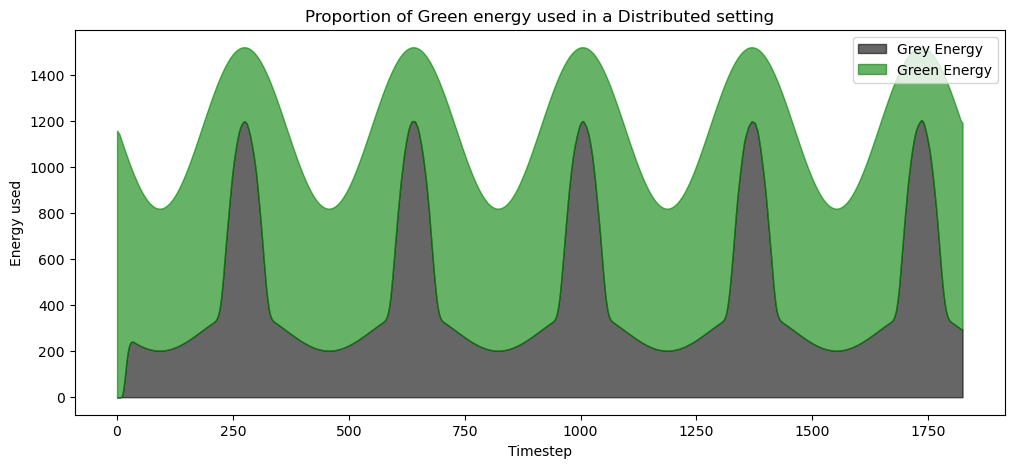 Proportion of Green energy used in a Distributed setting
Grey Energy
Green Energy
Energy used
1400
1200
1000
800
600
400
200
0
0 250 500 750 1000 1250 1500 1750
Timestep